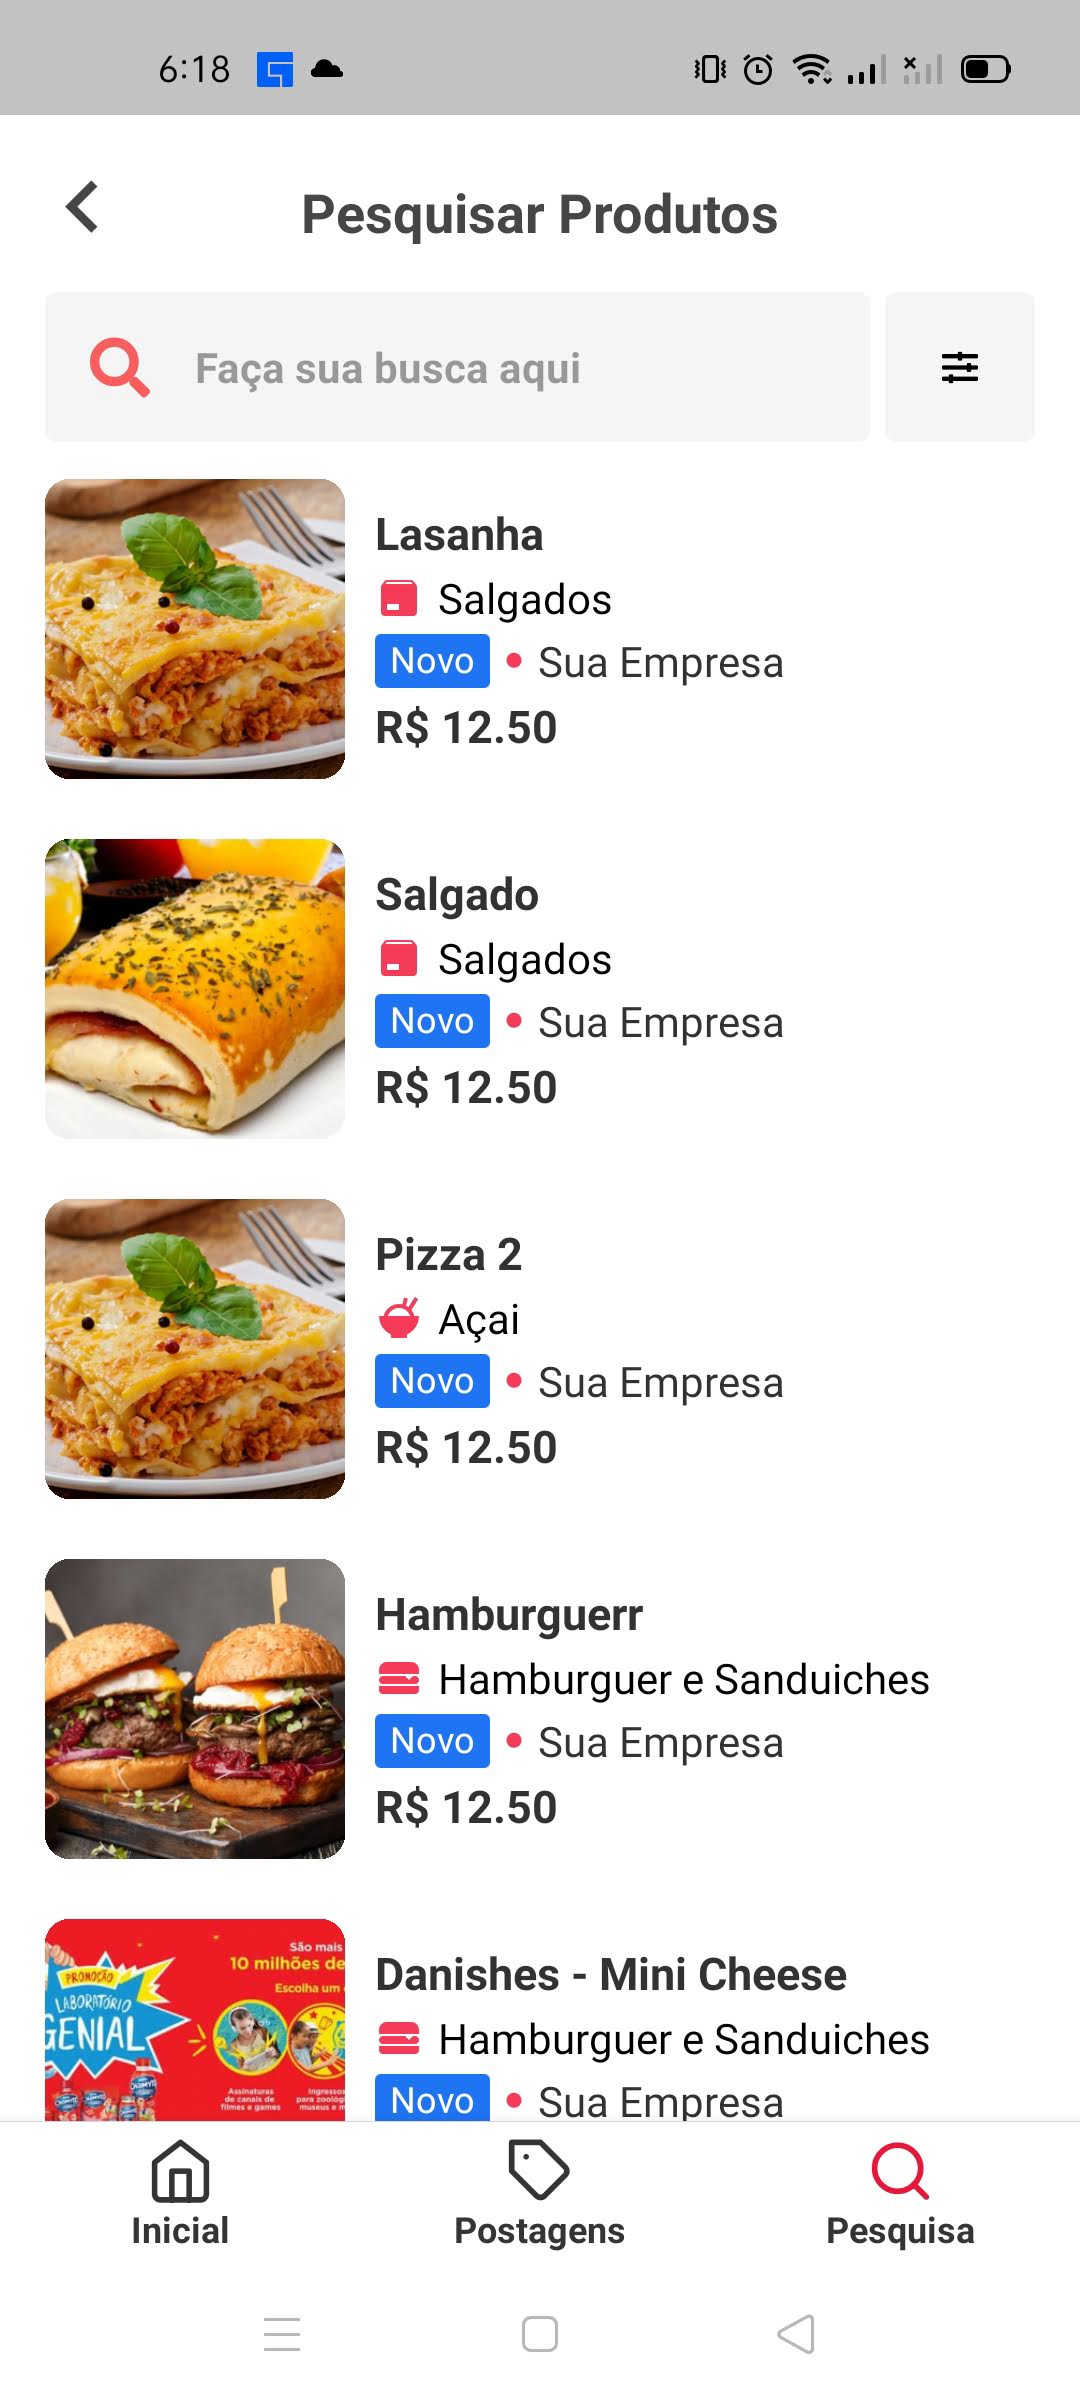 6:18
Pesquisar Produtos
Faça sua busca aqui
Lasanha
Salgados
Novo • Sua Empresa
R$ 12.50
Salgado
Salgados
Novo • Sua Empresa
R$ 12.50
Pizza 2
Açai
Novo • Sua Empresa
R$ 12.50
Hamburguerr
Hamburguer e Sanduiches
Novo • Sua Empresa
R$ 12.50
PROMOÇÃO
LABORATÓRIO
GENIAL
São mais
10 milhões de
Escolha um
Assinaturas
de canais de
filmes e games
Ingressos
para zoológ
museus e m
Danishes - Mini Cheese
Hamburguer e Sanduiches
Novo • Sua Empresa
Inicial
Postagens
Pesquisa